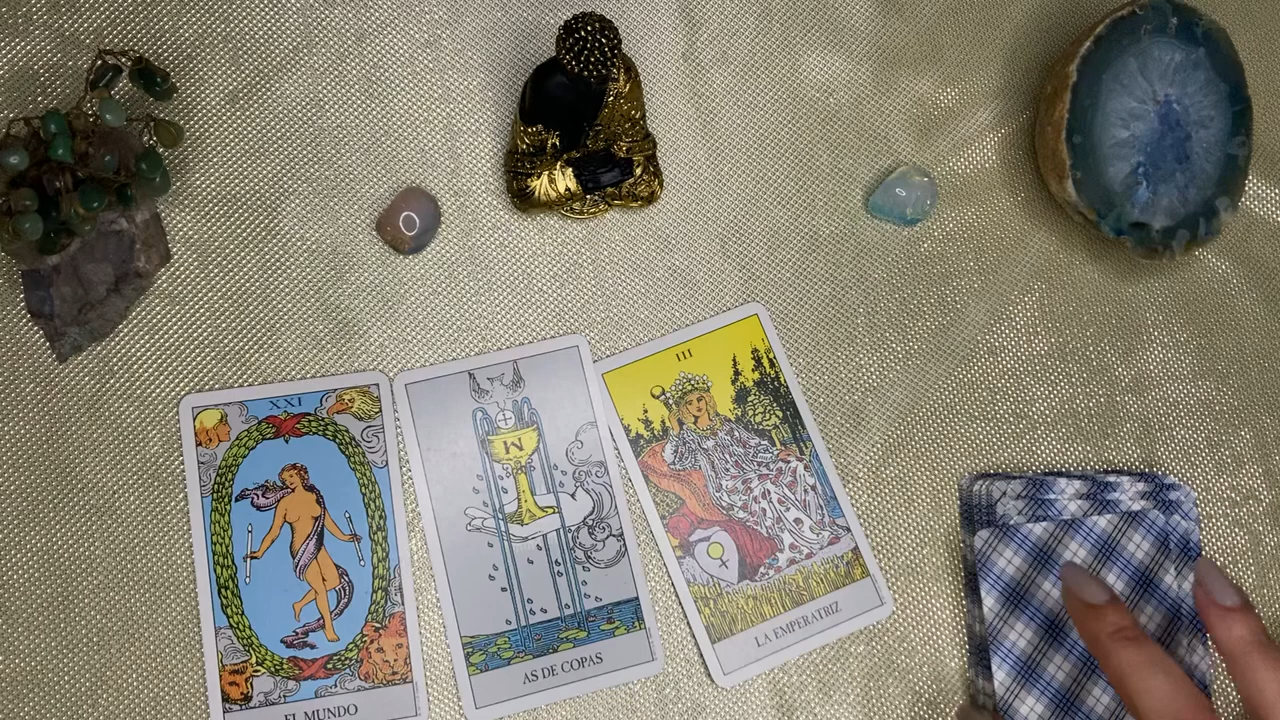 XXI
EL MUNDO
M
AS DE COPAS
III
LA EMPERATRIZ